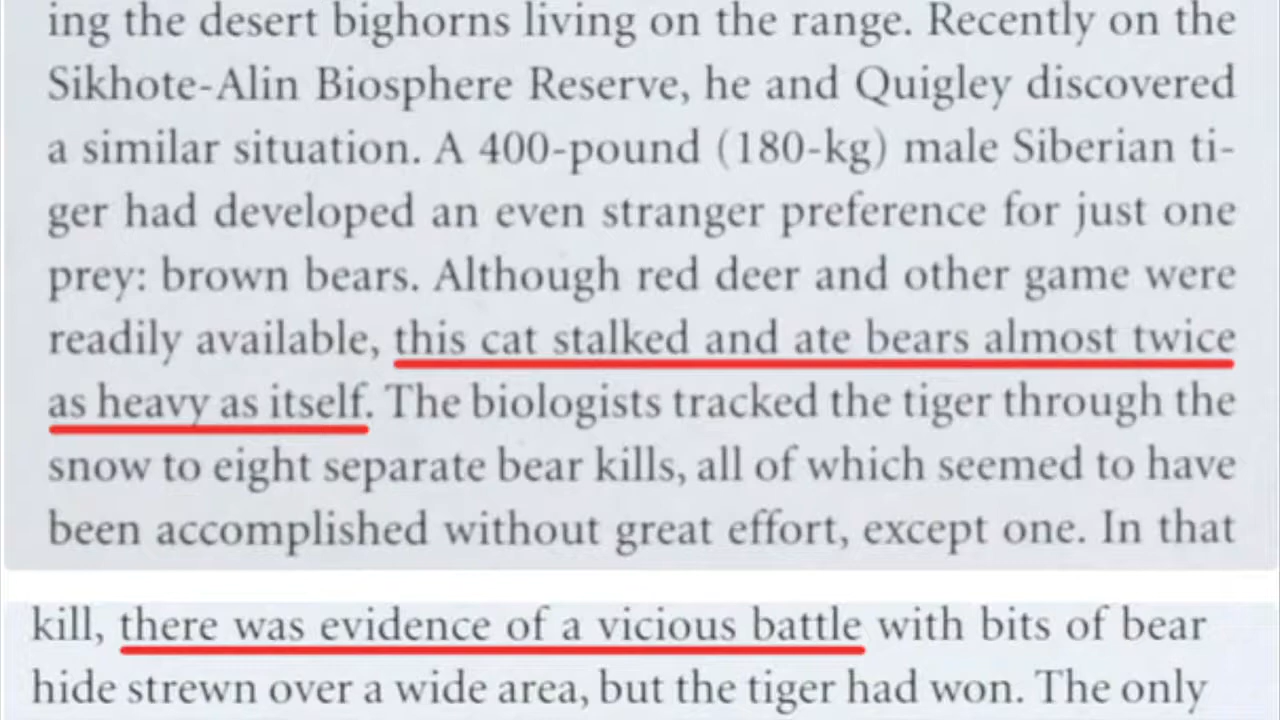 ing the desert bighorns living on the range. Recently on the
Sikhote-Alin Biosphere Reserve, he and Quigley discovered
a similar situation. A 400-pound (180-kg) male Siberian ti-
ger had developed an even stranger preference for just one
prey: brown bears. Although red deer and other game were
readily available, this cat stalked and ate bears almost twice
as heavy as itself. The biologists tracked the tiger through the
snow to eight separate bear kills, all of which seemed to have
been accomplished without great effort, except one. In that
kill, there was evidence of a vicious battle with bits of bear
hide strewn over a wide area, but the tiger had won. The only